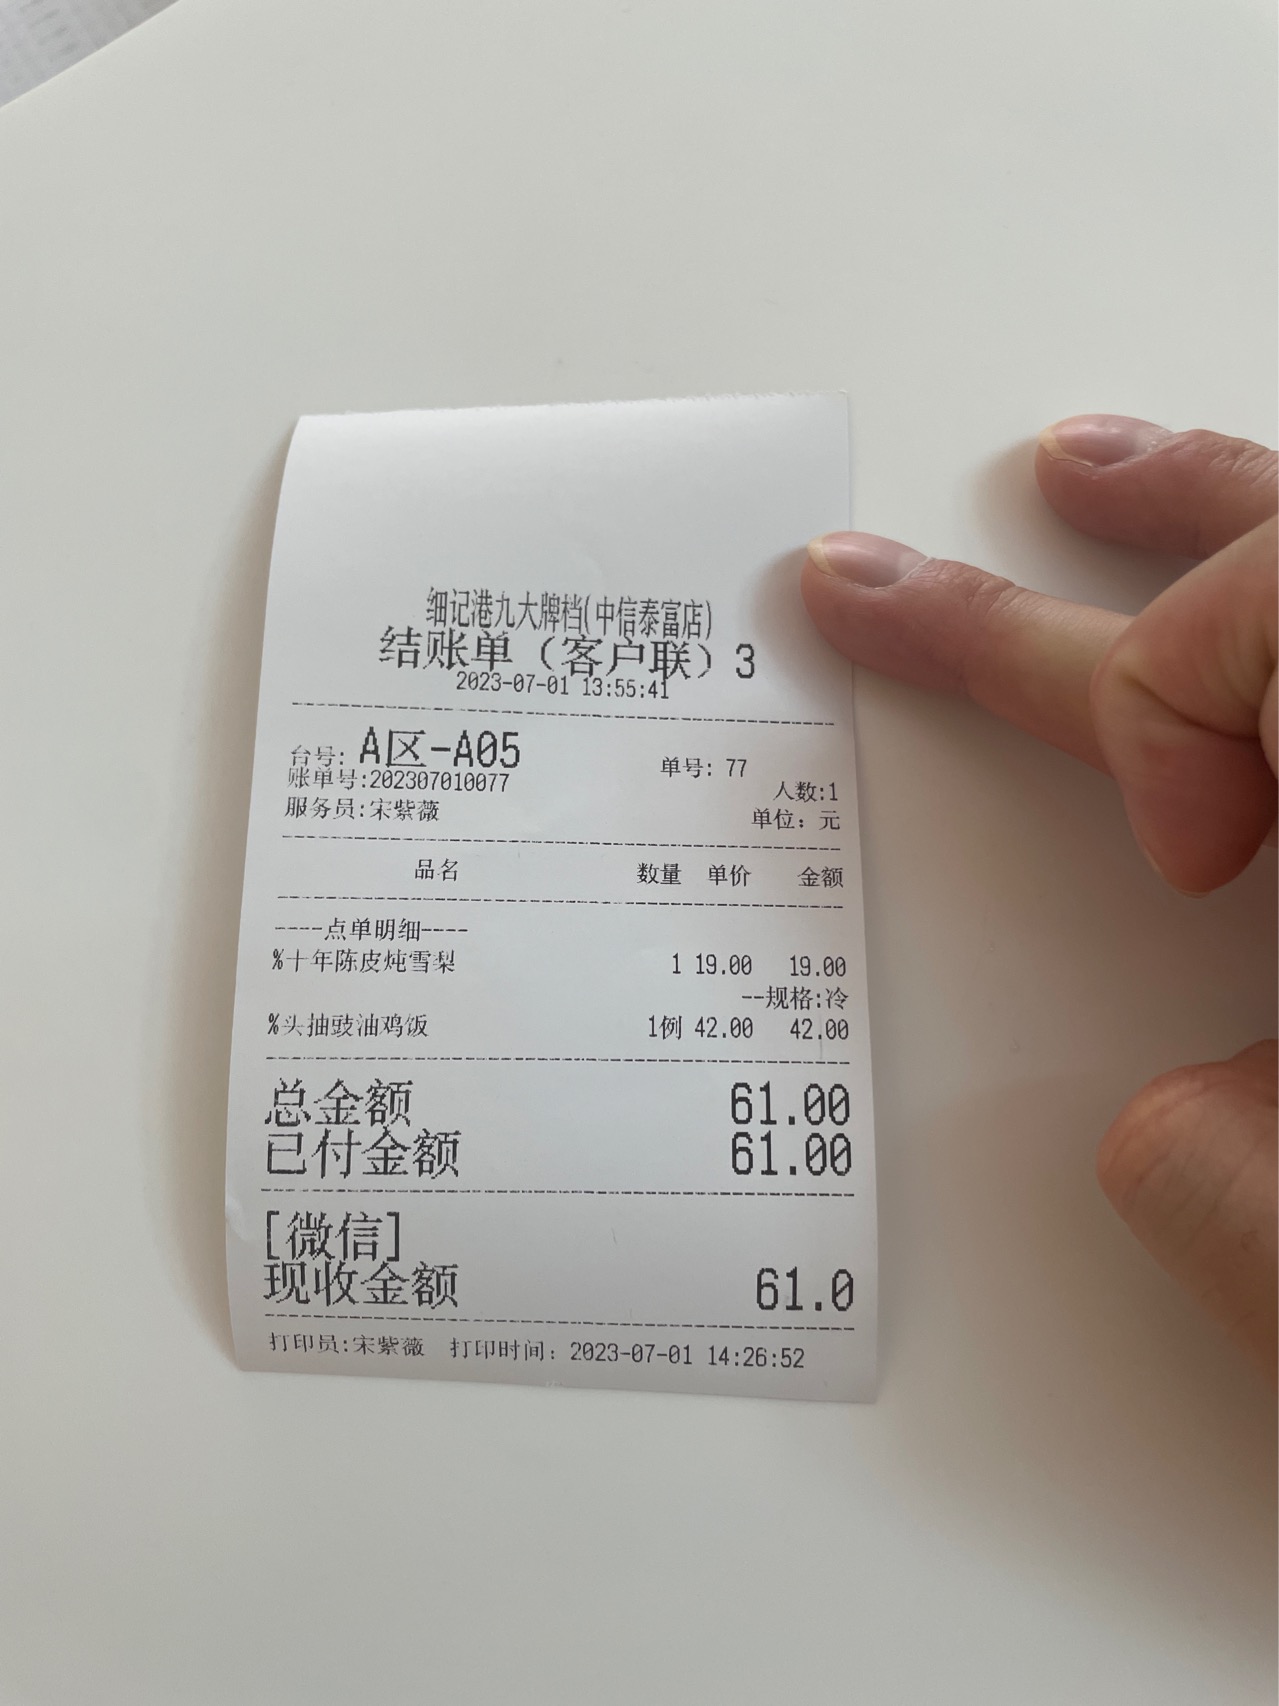 细记港九大牌档(中信泰富店)
结账单（客户联）3
2023-07-01 13:55:41
台号: A区-A05 单号: 77
账单号:202307010077 人数:1
服务员:宋紫薇 单位: 元
品名 数量 单价 金额
----点单明细----
%十年陈皮炖雪梨 1 19.00 19.00
--规格:冷
%头抽豉油鸡饭 1例 42.00 42.00
总金额 61.00
已付金额 61.00
[微信]
现收金额 61.0
打印员:宋紫薇 打印时间: 2023-07-01 14:26:52